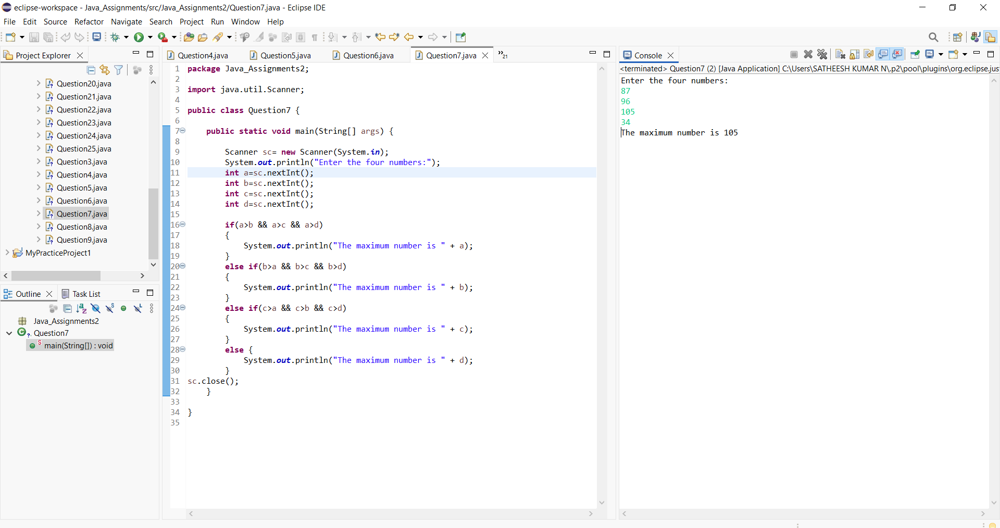 eclipse-workspace - Java_Assignments/src/Java_Assignments2/Question7.java - Eclipse IDE
File Edit Source Refactor Navigate Search Project Run Window Help
Project Explorer
Question20.java
Question21.java
Question22.java
Question23.java
Question24.java
Question25.java
Question3.java
Question4.java
Question5.java
Question6.java
Question7.java
Question8.java
Question9.java
MyPracticeProject1
Outline Task List
Java_Assignments2
Question7
main(String[]) : void
Question4.java Question5.java Question6.java Question7.java »21
1 package Java_Assignments2;
2
3 import java.util.Scanner;
4
5 public class Question7 {
6
7     public static void main(String[] args) {
8
9         Scanner sc= new Scanner(System.in);
10         System.out.println("Enter the four numbers:");
11         int a=sc.nextInt();
12         int b=sc.nextInt();
13         int c=sc.nextInt();
14         int d=sc.nextInt();
15
16         if(a>b && a>c && a>d)
17         {
18             System.out.println("The maximum number is " + a);
19         }
20         else if(b>a && b>c && b>d)
21         {
22             System.out.println("The maximum number is " + b);
23         }
24         else if(c>a && c>b && c>d)
25         {
26             System.out.println("The maximum number is " + c);
27         }
28         else {
29             System.out.println("The maximum number is " + d);
30         }
31 sc.close();
32     }
33
34 }
35
Console
<terminated> Question7 (2) [Java Application] C:\Users\SATHEESH KUMAR N\.p2\pool\plugins\org.eclipse.jus
Enter the four numbers:
87
96
105
34
The maximum number is 105